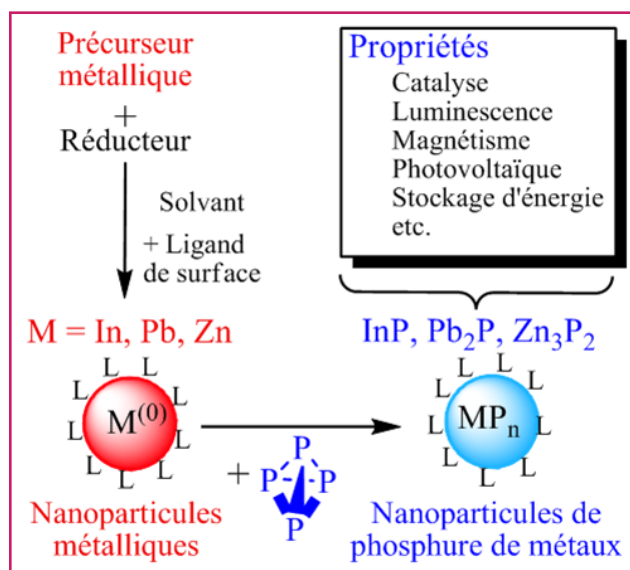 Précurseur
métallique
+
Réducteur
Solvant
+ Ligand
de surface
Propriétés
Catalyse
Luminescence
Magnétisme
Photovoltaïque
Stockage d'énergie
etc.
M = In, Pb, Zn
InP, Pb₂P, Zn₃P₂
L L L L L L L L L
M⁽⁰⁾
+
P
P P P
P
L L L L L L L L L
MPₙ
Nanoparticules
métalliques
Nanoparticules de
phosphure de métaux